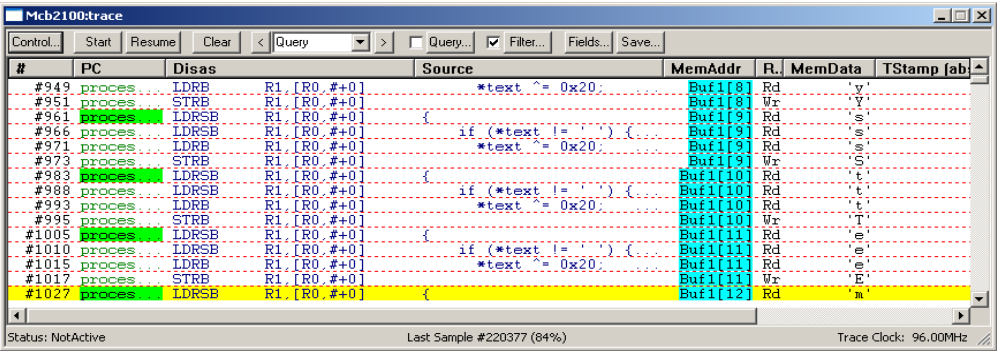 Mcb2100:trace
Control... Start Resume Clear < Query > Query... Filter... Fields... Save...
# PC Disas Source MemAddr R.. MemData TStamp [ab:
#949 proces... LDRB R1,[R0,#+0] *text ^= 0x20; ... Buf1[8] Rd 'y'
#951 proces... STRB R1,[R0,#+0] Buf1[8] Wr 'Y'
#961 proces... LDRSB R1,[R0,#+0] { Buf1[9] Rd 's'
#966 proces... LDRSB R1,[R0,#+0] if (*text != ' ') {... Buf1[9] Rd 's'
#971 proces... LDRB R1,[R0,#+0] *text ^= 0x20; ... Buf1[9] Rd 's'
#973 proces... STRB R1,[R0,#+0] Buf1[9] Wr 'S'
#983 proces... LDRSB R1,[R0,#+0] { Buf1[10] Rd 't'
#988 proces... LDRSB R1,[R0,#+0] if (*text != ' ') {... Buf1[10] Rd 't'
#993 proces... LDRB R1,[R0,#+0] *text ^= 0x20; ... Buf1[10] Rd 't'
#995 proces... STRB R1,[R0,#+0] Buf1[10] Wr 'T'
#1005 proces... LDRSB R1,[R0,#+0] { Buf1[11] Rd 'e'
#1010 proces... LDRSB R1,[R0,#+0] if (*text != ' ') {... Buf1[11] Rd 'e'
#1015 proces... LDRB R1,[R0,#+0] *text ^= 0x20; ... Buf1[11] Rd 'e'
#1017 proces... STRB R1,[R0,#+0] Buf1[11] Wr 'E'
#1027 proces... LDRSB R1,[R0,#+0] { Buf1[12] Rd 'm'
Status: NotActive Last Sample #220377 (84%) Trace Clock: 96.00MHz